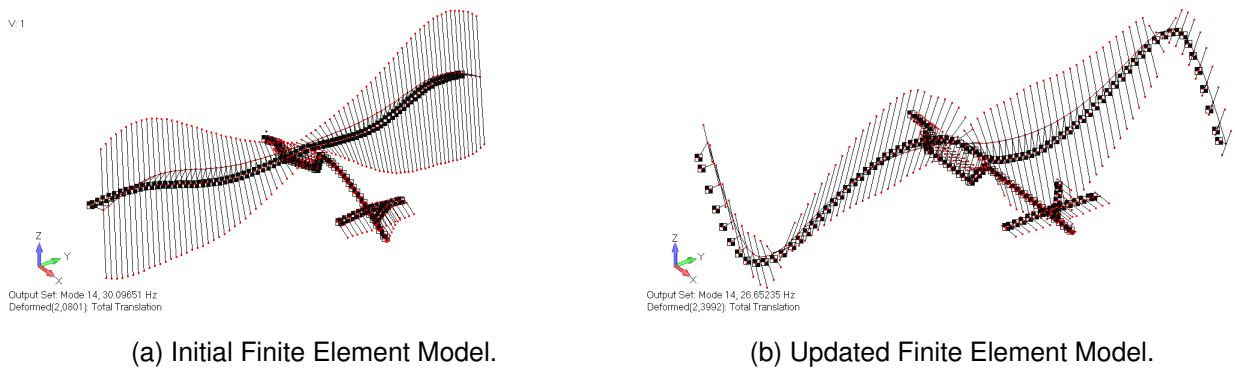 V: 1
Z
Y
X
Output Set: Mode 14, 30.09651 Hz
Deformed(2,0801): Total Translation
(a) Initial Finite Element Model.
Z
Y
X
Output Set: Mode 14, 26.65235 Hz
Deformed(2,3992): Total Translation
(b) Updated Finite Element Model.